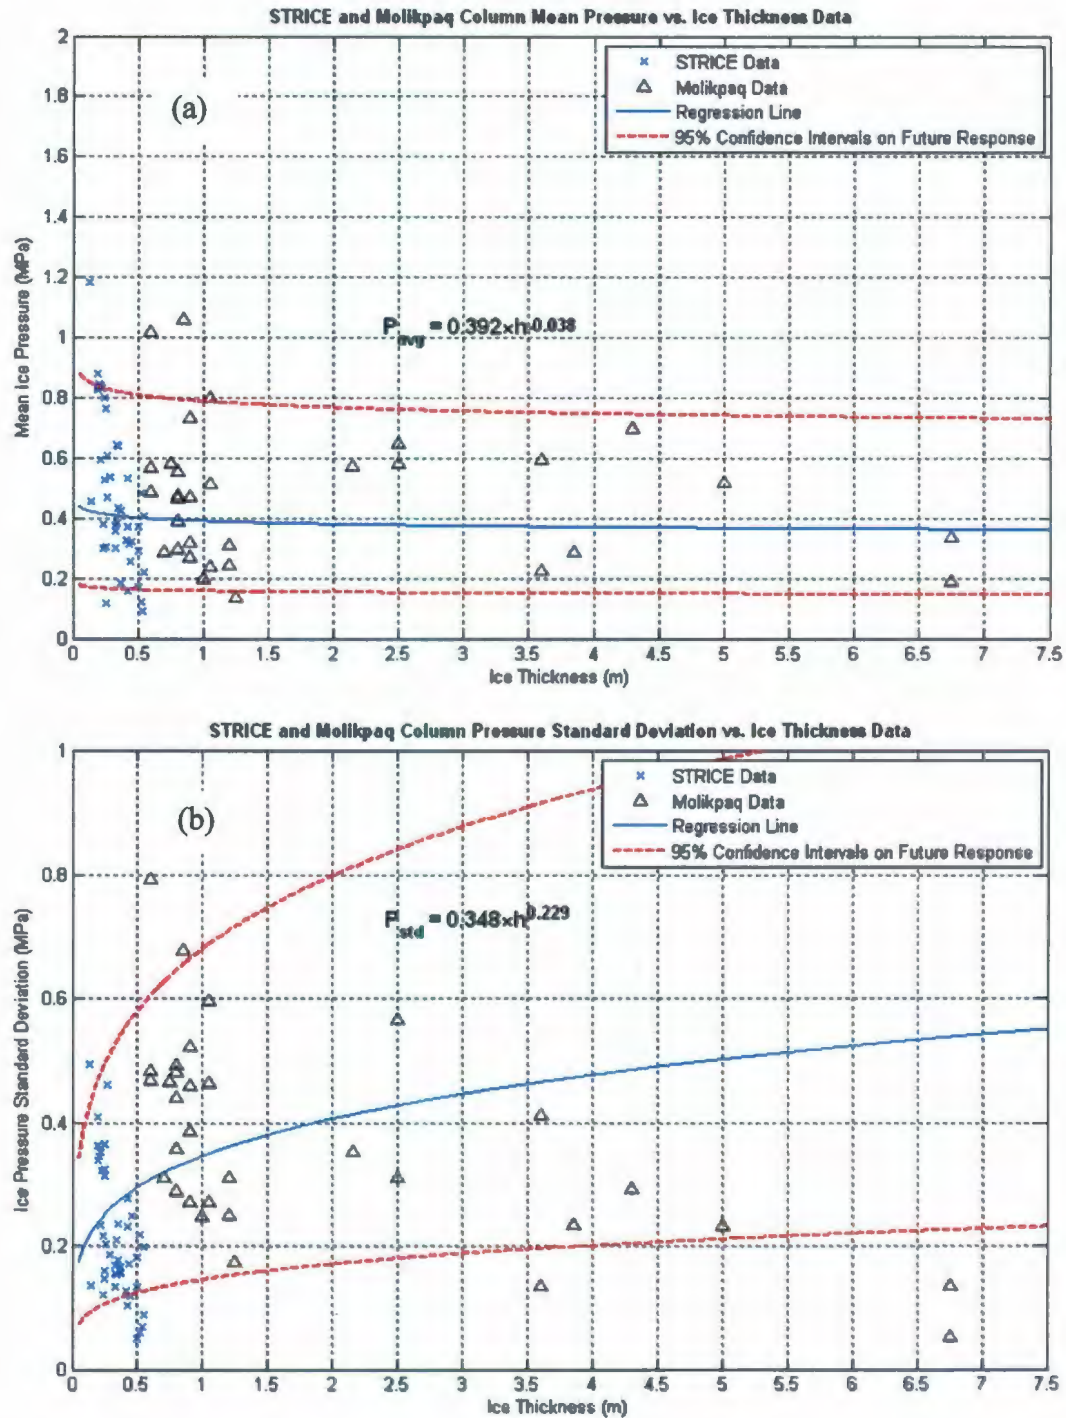 STRICE and Molikpaq Column Mean Pressure vs. Ice Thickness Data
2
1.8
1.6
1.4
1.2
1
0.8
0.6
0.4
0.2
0
Mean Ice Pressure (MPa)
(a)
STRICE Data
Molikpaq Data
Regression Line
95% Confidence Intervals on Future Response
P_avg = 0.392×h^-0.038
0 0.5 1 1.5 2 2.5 3 3.5 4 4.5 5 5.5 6 6.5 7 7.5
Ice Thickness (m)
STRICE and Molikpaq Column Pressure Standard Deviation vs. Ice Thickness Data
1
0.8
0.6
0.4
0.2
0
Ice Pressure Standard Deviation (MPa)
(b)
STRICE Data
Molikpaq Data
Regression Line
95% Confidence Intervals on Future Response
P_std = 0.348×h^0.229
0 0.5 1 1.5 2 2.5 3 3.5 4 4.5 5 5.5 6 6.5 7 7.5
Ice Thickness (m)